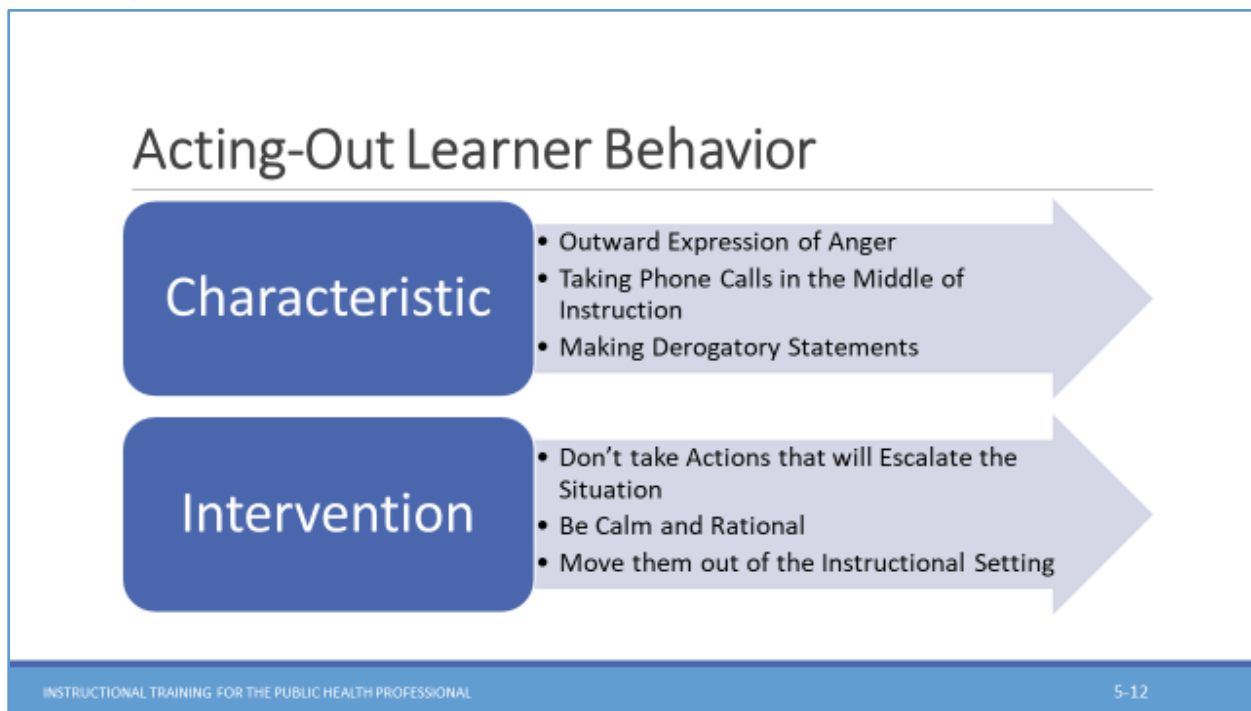 Acting-Out Learner Behavior
Characteristic
• Outward Expression of Anger
• Taking Phone Calls in the Middle of
Instruction
• Making Derogatory Statements
Intervention
• Don't take Actions that will Escalate the
Situation
• Be Calm and Rational
• Move them out of the Instructional Setting
INSTRUCTIONAL TRAINING FOR THE PUBLIC HEALTH PROFESSIONAL
5-12